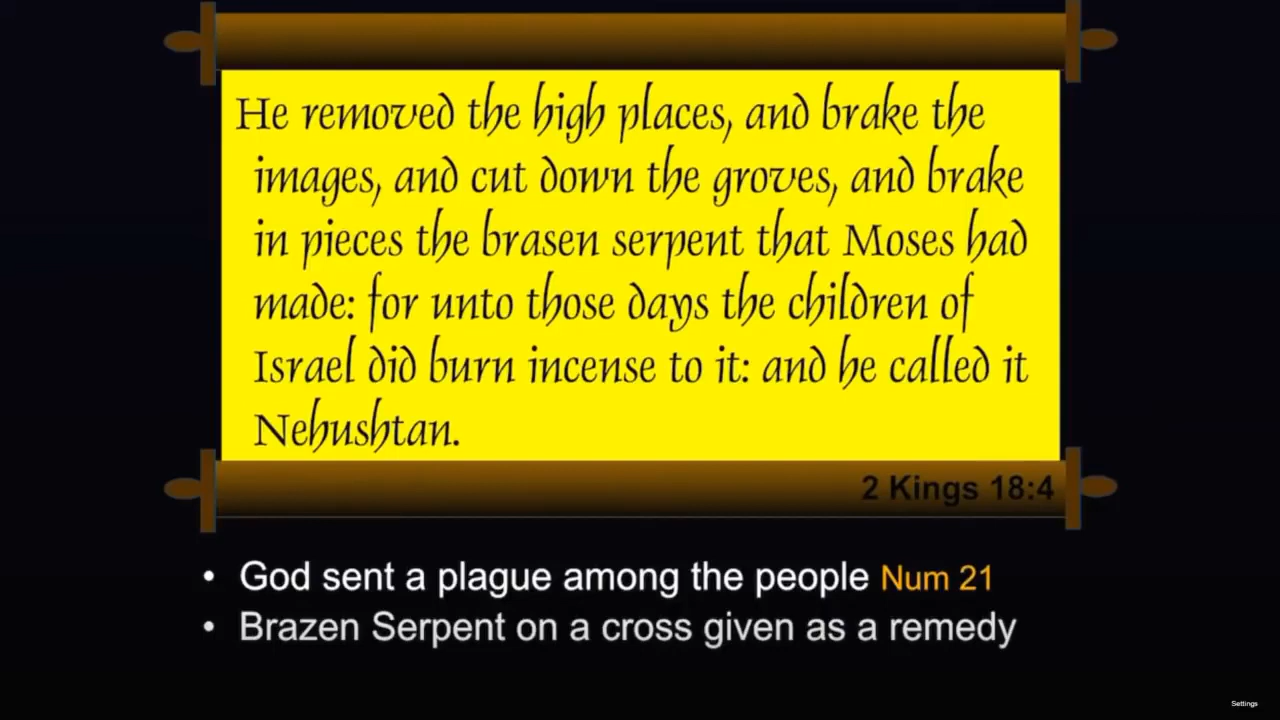 He removed the high places, and brake the
images, and cut down the groves, and brake
in pieces the brasen serpent that Moses had
made: for unto those days the children of
Israel did burn incense to it: and he called it
Nehushtan.
2 Kings 18:4
• God sent a plague among the people Num 21
• Brazen Serpent on a cross given as a remedy
Settings